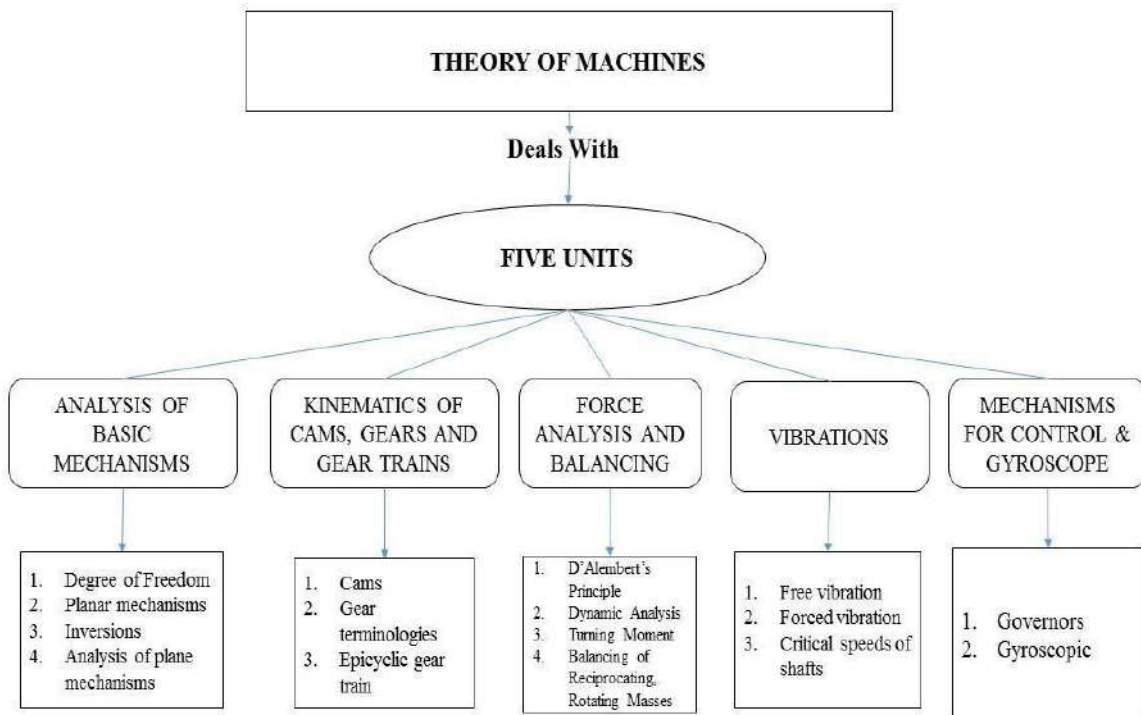 THEORY OF MACHINES
Deals With
FIVE UNITS
ANALYSIS OF
BASIC
MECHANISMS
1. Degree of Freedom
2. Planar mechanisms
3. Inversions
4. Analysis of plane
mechanisms
KINEMATICS OF
CAMS, GEARS AND
GEAR TRAINS
1. Cams
2. Gear
terminologies
3. Epicyclic gear
train
FORCE
ANALYSIS AND
BALANCING
1. D'Alembert's
Principle
2. Dynamic Analysis
3. Turning Moment
4. Balancing of
Reciprocating,
Rotating Masses
VIBRATIONS
1. Free vibration
2. Forced vibration
3. Critical speeds of
shafts
MECHANISMS
FOR CONTROL &
GYROSCOPE
1. Governors
2. Gyroscopic